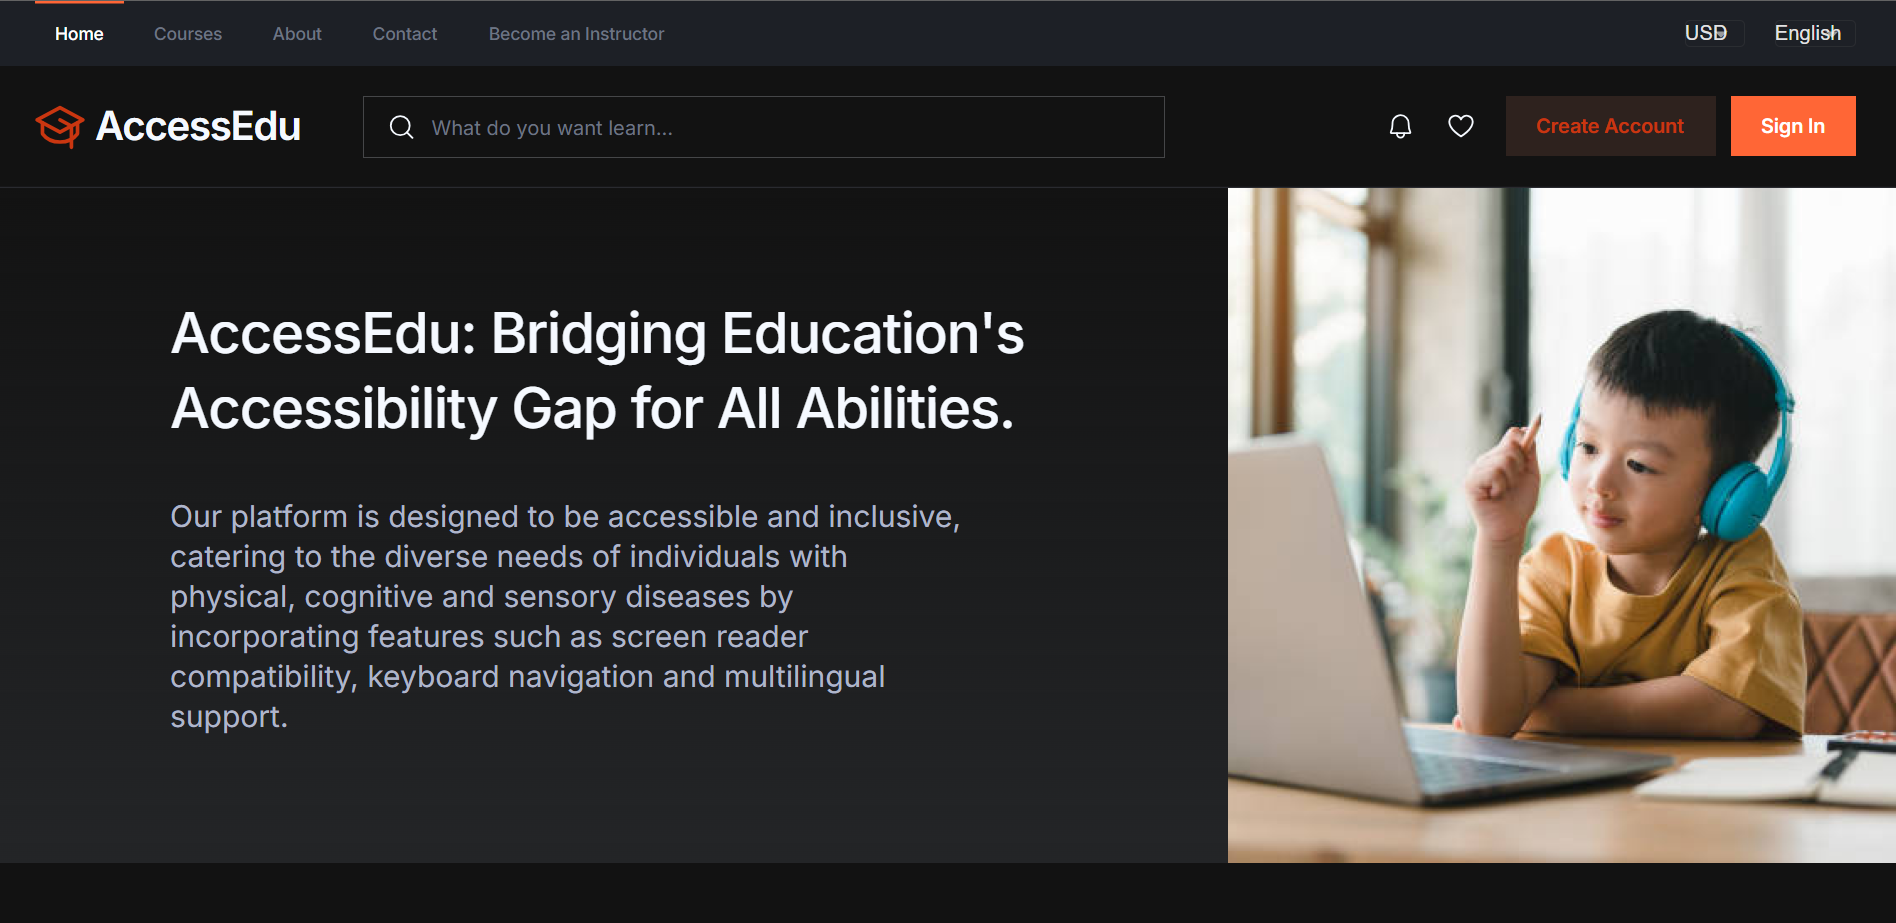 Home Courses About Contact Become an Instructor USD English
AccessEdu What do you want learn... Create Account Sign In
AccessEdu: Bridging Education's
Accessibility Gap for All Abilities.
Our platform is designed to be accessible and inclusive,
catering to the diverse needs of individuals with
physical, cognitive and sensory diseases by
incorporating features such as screen reader
compatibility, keyboard navigation and multilingual
support.